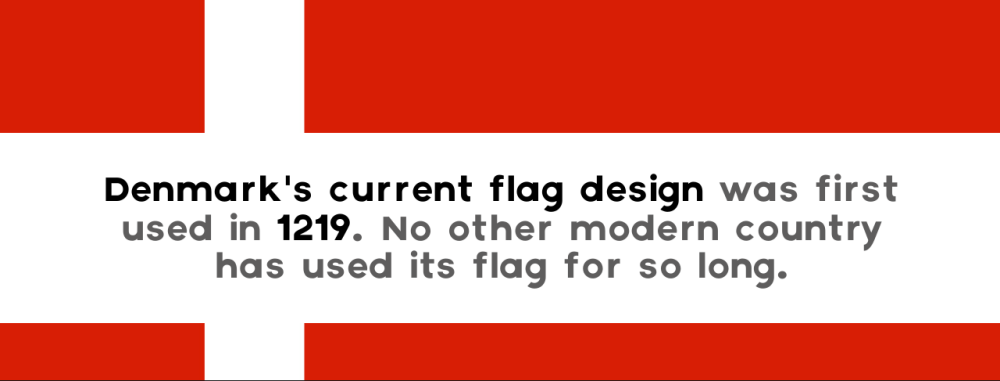 Denmark's current flag design was first
used in 1219. No other modern country
has used its flag for so long.